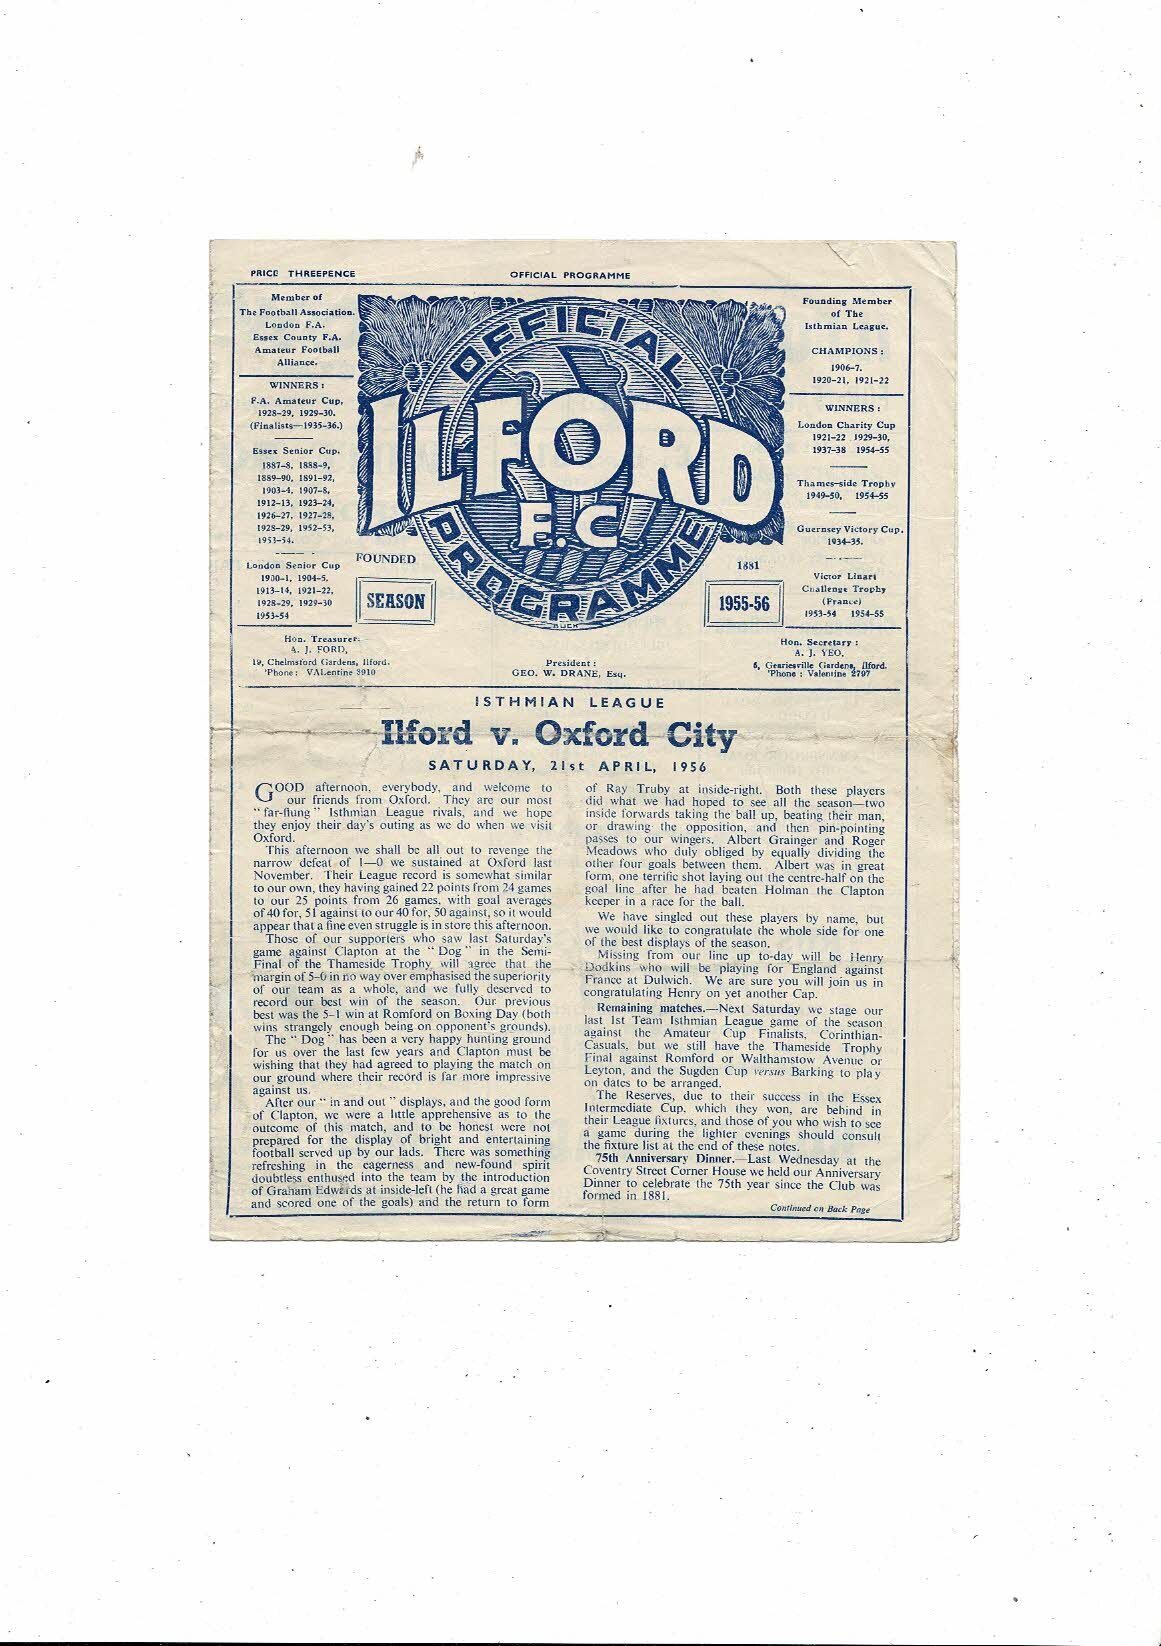 PRICE THREEPENCE
OFFICIAL PROGRAMME
Member of
The Football Association.
London F.A.
Essex County F.A.
Amateur Football
Alliance.
WINNERS :
F.A. Amateur Cup,
1928-29, 1929-30.
(Finalists—1935-36.)
Essex Senior Cup.
1887-8, 1888-9,
1889-90, 1891-92,
1903-4, 1907-8,
1912-13, 1923-24,
1926-27, 1927-28,
1928-29, 1952-53,
1953-54.
London Senior Cup
1900-1, 1904-5,
1913-14, 1921-22,
1928-29, 1929-30
1953-54
OFFICIAL
ILFORD
F.C.
PROGRAMME
BUCK
FOUNDED
1881
SEASON
1955-56
Founding Member
of The
Isthmian League.
CHAMPIONS :
1906-7.
1920-21, 1921-22
WINNERS :
London Charity Cup
1921-22 1929-30,
1937-38 1954-55
Thames-side Trophy
1949-50, 1954-55
Guernsey Victory Cup.
1934-35.
Victor Linart
Challenge Trophy
(France)
1953-54 1954-55
Hon. Treasurer:
A. J. FORD,
19, Chelmsford Gardens, Ilford.
'Phone : VALentine 3910
President :
GEO. W. DRANE, Esq.
Hon. Secretary :
A. J. YEO,
6, Geariesville Gardens, Ilford.
'Phone : Valentine 2797
ISTHMIAN LEAGUE
Ilford v. Oxford City
SATURDAY, 21st APRIL, 1956
GOOD afternoon, everybody, and welcome to
our friends from Oxford. They are our most
“ far-flung ” Isthmian League rivals, and we hope
they enjoy their day's outing as we do when we visit
Oxford.
This afternoon we shall be all out to revenge the
narrow defeat of 1—0 we sustained at Oxford last
November. Their League record is somewhat similar
to our own, they having gained 22 points from 24 games
to our 25 points from 26 games, with goal averages
of 40 for, 51 against to our 40 for, 50 against, so it would
appear that a fine even struggle is in store this afternoon.
Those of our supporters who saw last Saturday's
game against Clapton at the “ Dog ” in the Semi-
Final of the Thameside Trophy will agree that the
margin of 5-0 in no way over emphasised the superiority
of our team as a whole, and we fully deserved to
record our best win of the season. Our previous
best was the 5-1 win at Romford on Boxing Day (both
wins strangely enough being on opponent's grounds).
The “ Dog ” has been a very happy hunting ground
for us over the last few years and Clapton must be
wishing that they had agreed to playing the match on
our ground where their record is far more impressive
against us.
After our “ in and out ” displays, and the good form
of Clapton, we were a little apprehensive as to the
outcome of this match, and to be honest were not
prepared for the display of bright and entertaining
football served up by our lads. There was something
refreshing in the eagerness and new-found spirit
doubtless enthused into the team by the introduction
of Graham Edwards at inside-left (he had a great game
and scored one of the goals) and the return to form
of Ray Truby at inside-right. Both these players
did what we had hoped to see all the season—two
inside forwards taking the ball up, beating their man,
or drawing the opposition, and then pin-pointing
passes to our wingers. Albert Grainger and Roger
Meadows who duly obliged by equally dividing the
other four goals between them. Albert was in great
form, one terrific shot laying out the centre-half on the
goal line after he had beaten Holman the Clapton
keeper in a race for the ball.
We have singled out these players by name, but
we would like to congratulate the whole side for one
of the best displays of the season.
Missing from our line up to-day will be Henry
Dodkins who will be playing for England against
France at Dulwich. We are sure you will join us in
congratulating Henry on yet another Cap.
Remaining matches.—Next Saturday we stage our
last 1st Team Isthmian League game of the season
against the Amateur Cup Finalists, Corinthian-
Casuals, but we still have the Thameside Trophy
Final against Romford or Walthamstow Avenue or
Leyton, and the Sugden Cup versus Barking to play
on dates to be arranged.
The Reserves, due to their success in the Essex
Intermediate Cup, which they won, are behind in
their League fixtures, and those of you who wish to see
a game during the lighter evenings should consult
the fixture list at the end of these notes.
75th Anniversary Dinner.—Last Wednesday at the
Coventry Street Corner House we held our Anniversary
Dinner to celebrate the 75th year since the Club was
formed in 1881.
Continued on Back Page